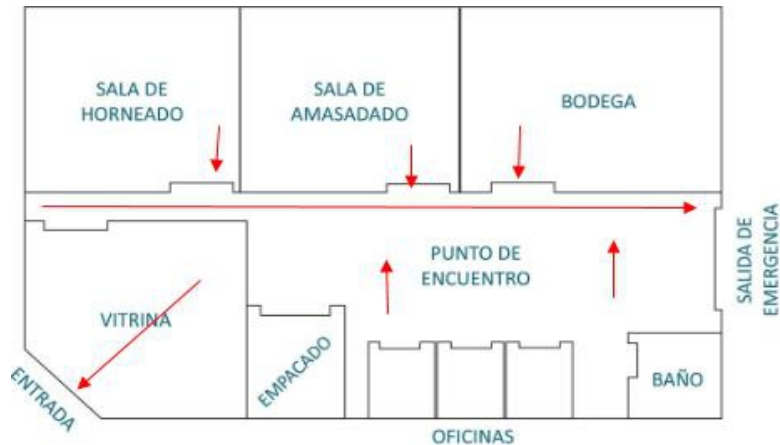 SALA DE
HORNEADO
SALA DE
AMASADADO
BODEGA
PUNTO DE
ENCUENTRO
SALIDA DE
EMERGENCIA
VITRINA
ENTRADA
EMPACADO
BAÑO
OFICINAS